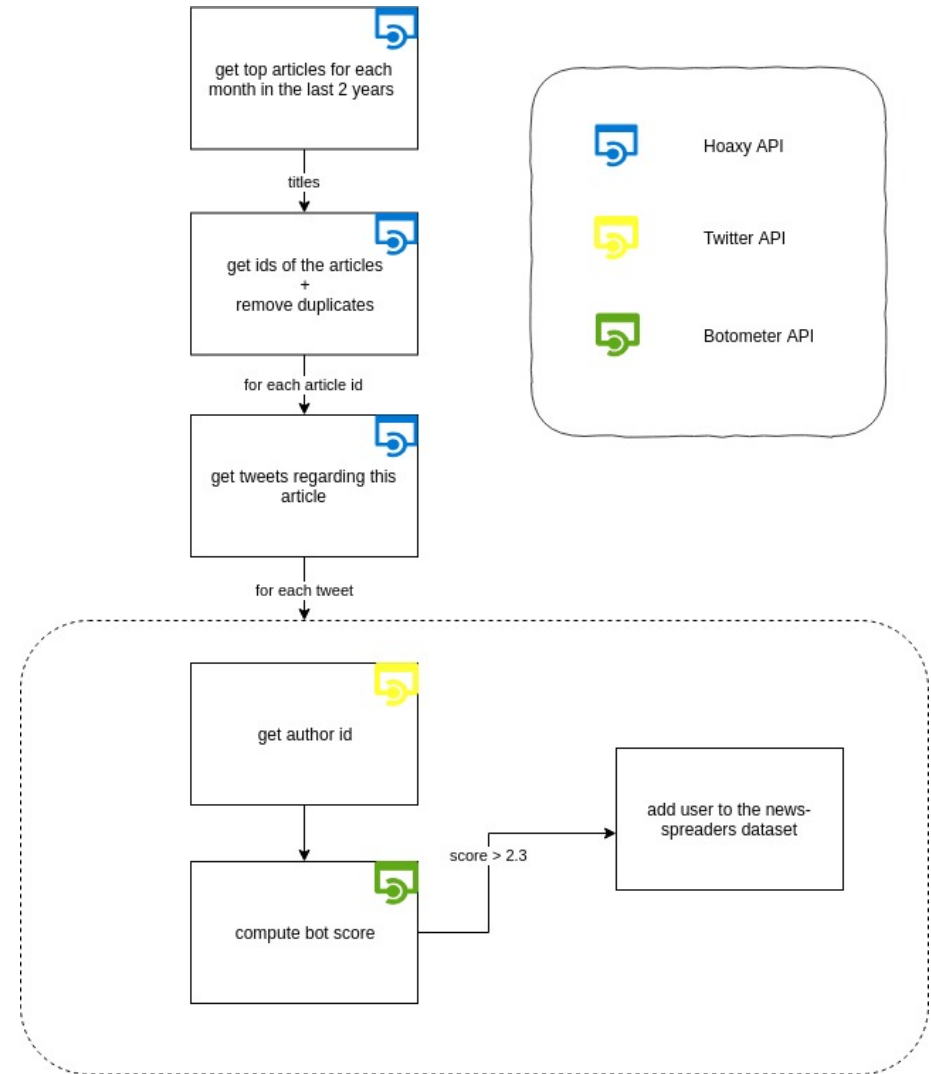 get top articles for each
month in the last 2 years
titles
get ids of the articles
+
remove duplicates
for each article id
get tweets regarding this
article
for each tweet
get author id
compute bot score
score > 2.3
add user to the news-
spreaders dataset
Hoaxy API
Twitter API
Botometer API